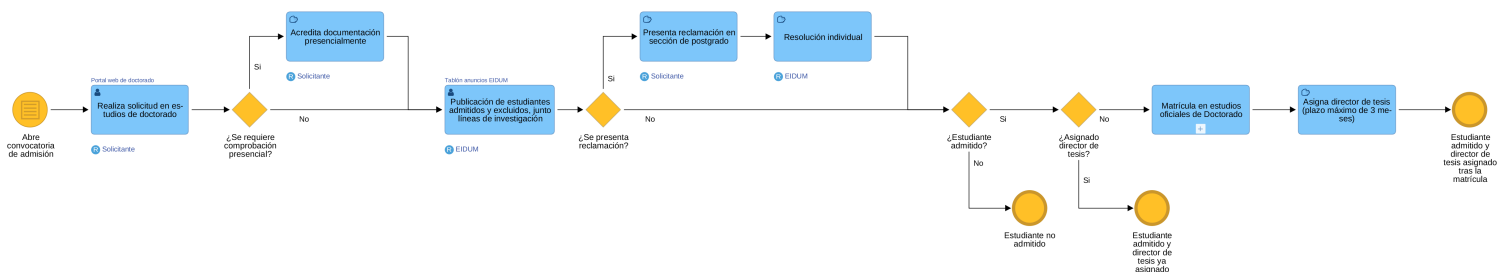 Abre
convocatoria
de admisión
Portal web de doctorado
Realiza solicitud en es-
tudios de doctorado
R Solicitante
¿Se requiere
comprobación
presencial?
Si
No
Acredita documentación
presencialmente
R Solicitante
Tablón anuncios EIDUM
Publicación de estudiantes
admitidos y excluidos, junto
líneas de investigación
R EIDUM
¿Se presenta
reclamación?
Si
No
Presenta reclamación en
sección de postgrado
R Solicitante
Resolución individual
R EIDUM
¿Estudiante
admitido?
Si
No
Estudiante no
admitido
¿Asignado
director de
tesis?
No
Si
Estudiante
admitido y
director de
tesis ya
asignado
Matrícula en estudios
oficiales de Doctorado
Asigna director de tesis
(plazo máximo de 3 me-
ses)
Estudiante
admitido y
director de
tesis asignado
tras la
matrícula